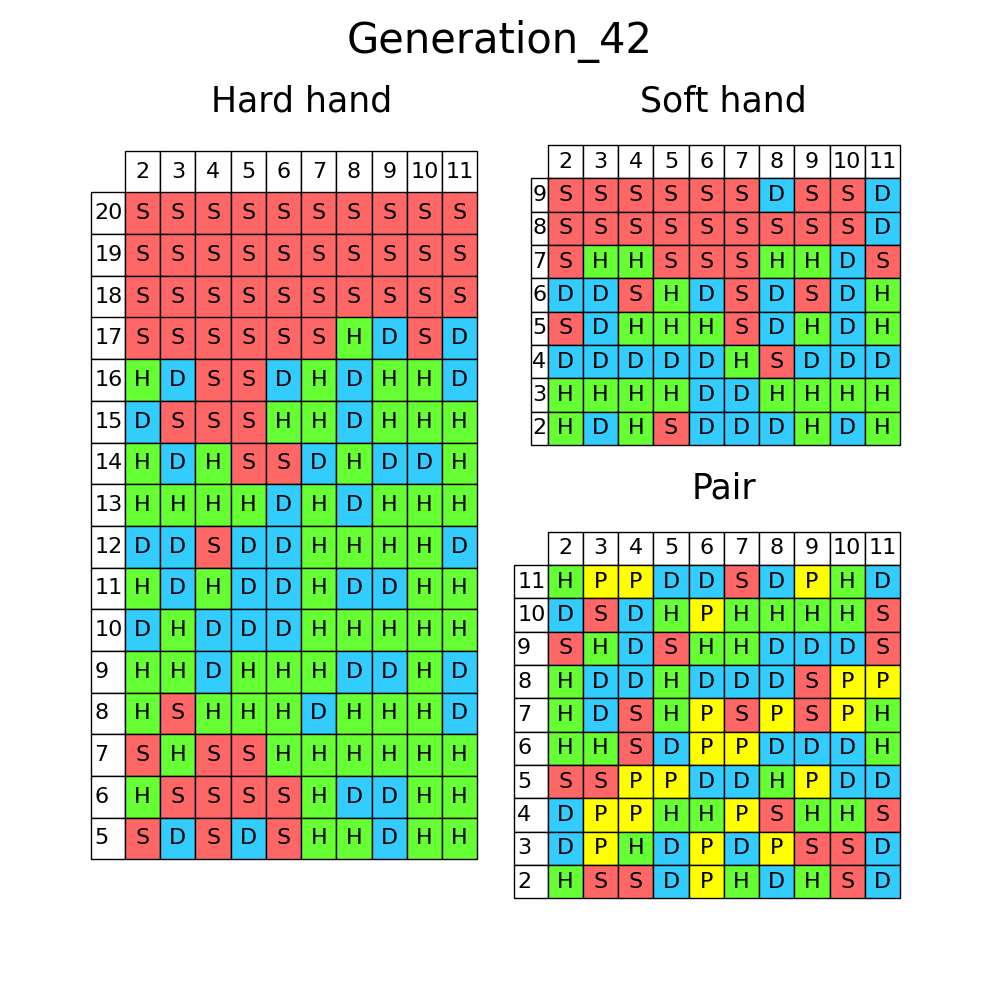 Generation_42
Hard hand
2 3 4 5 6 7 8 9 10 11
20 S S S S S S S S S S
19 S S S S S S S S S S
18 S S S S S S S S S S
17 S S S S S S H D S D
16 H D S S D H D H H D
15 D S S S H H D H H H
14 H D H S S D H D D H
13 H H H H D H D H H H
12 D D S D D H H H H D
11 H D H D D H D D H H
10 D H D D D H H H H H
9 H H D H H H D D H D
8 H S H H H D H H H D
7 S H S S H H H H H H
6 H S S S S H D D H H
5 S D S D S H H D H H
Soft hand
2 3 4 5 6 7 8 9 10 11
9 S S S S S S D S S D
8 S S S S S S S S S D
7 S H H S S S H H D S
6 D D S H D S D S D H
5 S D H H H S D H D H
4 D D D D D H S D D D
3 H H H H D D H H H H
2 H D H S D D D H D H
Pair
2 3 4 5 6 7 8 9 10 11
11 H P P D D S D P H D
10 D S D H P H H H H S
9 S H D S H H D D D S
8 H D D H D D D S P P
7 H D S H P S P S P H
6 H H S D P P D D D H
5 S S P P D D H P D D
4 D P P H H P S H H S
3 D P H D P D P S S D
2 H S S D P H D H S D